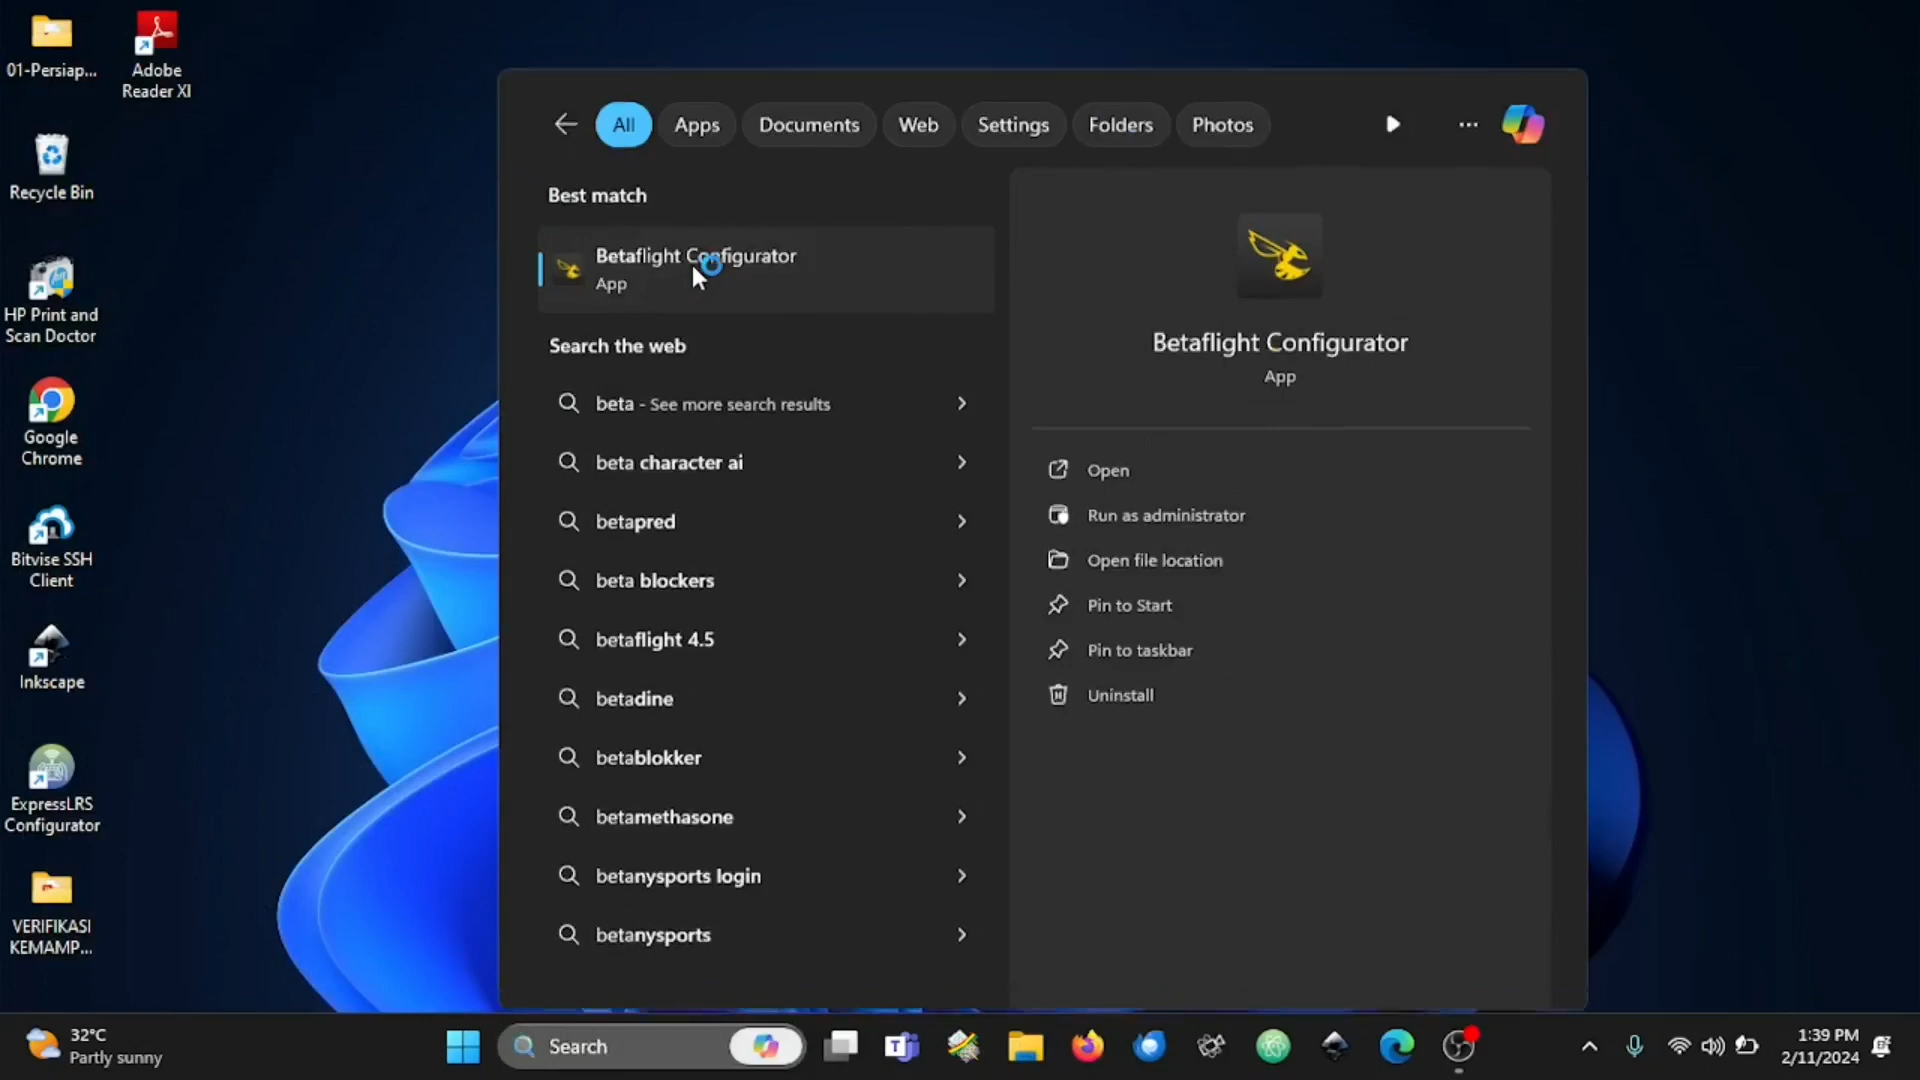 01-Persiap...
Adobe
Reader XI
Recycle Bin
HP Print and
Scan Doctor
Google
Chrome
Bitvise SSH
Client
Inkscape
ExpressLRS
Configurator
VERIFIKASI
KEMAMP...
All
Apps
Documents
Web
Settings
Folders
Photos
Best match
Betaflight Configurator
App
Search the web
beta - See more search results
beta character ai
betapred
beta blockers
betaflight 4.5
betadine
betablokker
betamethasone
betanysports login
betanysports
Betaflight Configurator
App
Open
Run as administrator
Open file location
Pin to Start
Pin to taskbar
Uninstall
32°C
Partly sunny
Search
1:39 PM
2/11/2024